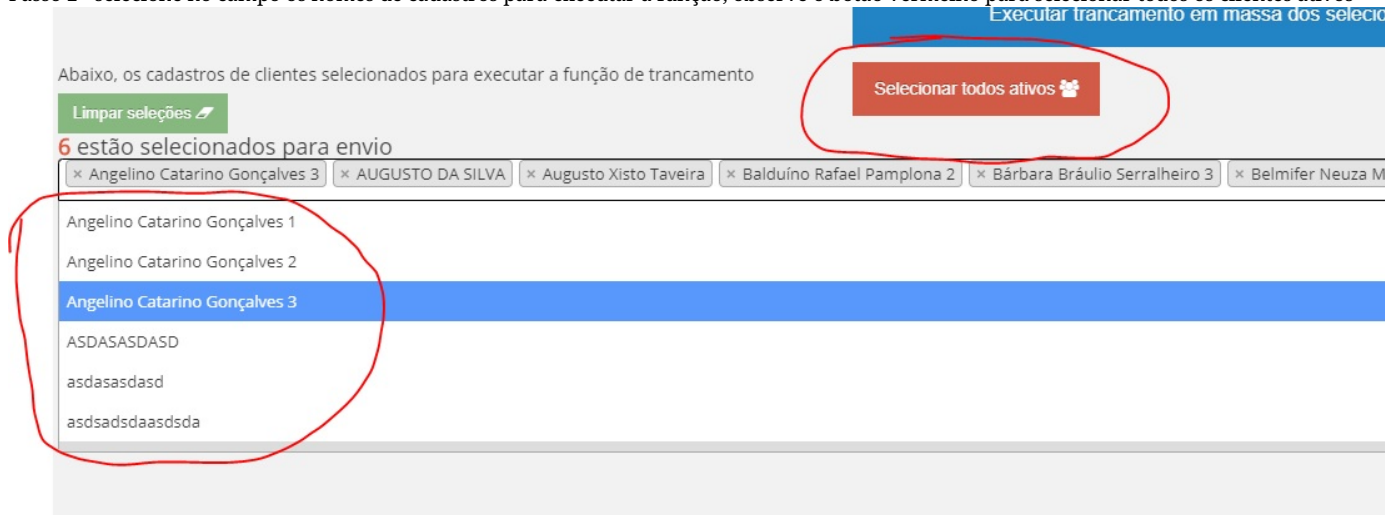 Executar trancamento em massa dos selecio
Abaixo, os cadastros de clientes selecionados para executar a função de trancamento
Selecionar todos ativos
Limpar seleções
6 estão selecionados para envio
× Angelino Catarino Gonçalves 3 × AUGUSTO DA SILVA × Augusto Xisto Taveira × Balduíno Rafael Pamplona 2 × Bárbara Bráulio Serralheiro 3 × Belmifer Neuza M
Angelino Catarino Gonçalves 1
Angelino Catarino Gonçalves 2
Angelino Catarino Gonçalves 3
ASDASASDASD
asdasasdasd
asdsadsdaasdsda